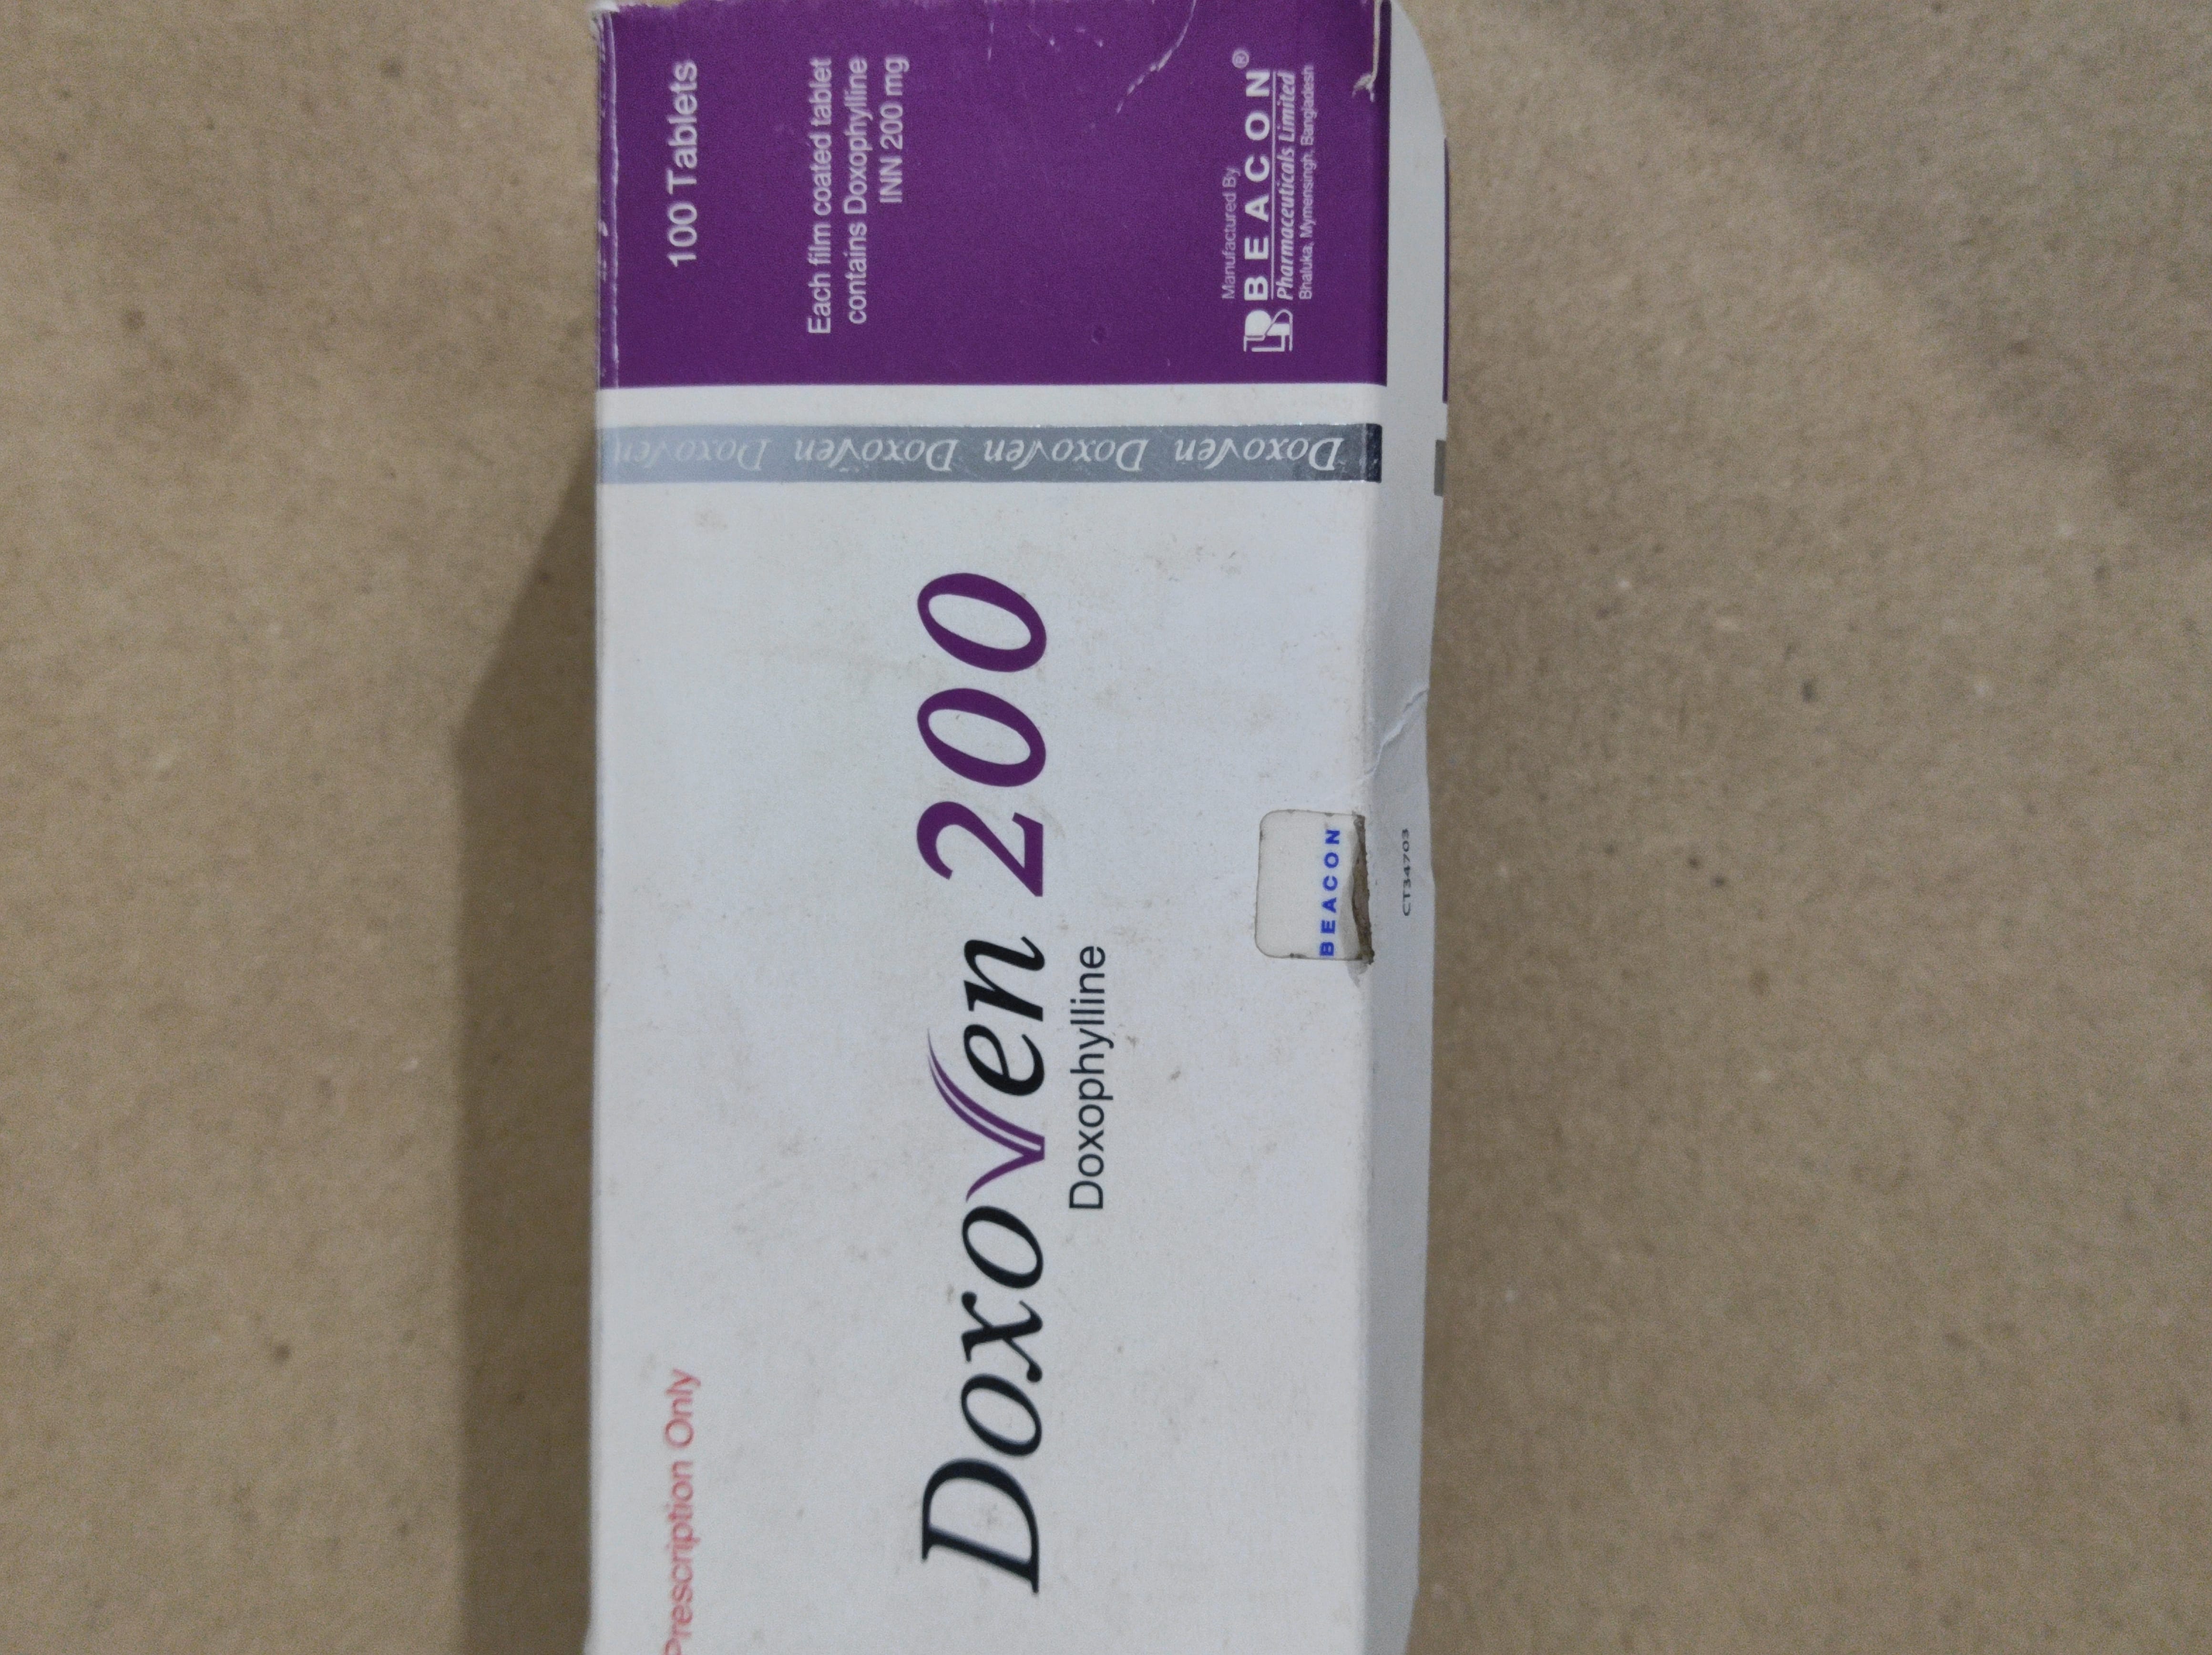 Prescription Only
Doxoven 200
Doxophylline
BEACON
CT34703
Doxoven Doxoven Doxoven Doxoven
100 Tablets
Each film coated tablet
contains Doxophylline
INN 200 mg
Manufactured By
BEACON®
Pharmaceuticals Limited
Bhaluka, Mymensingh, Bangladesh